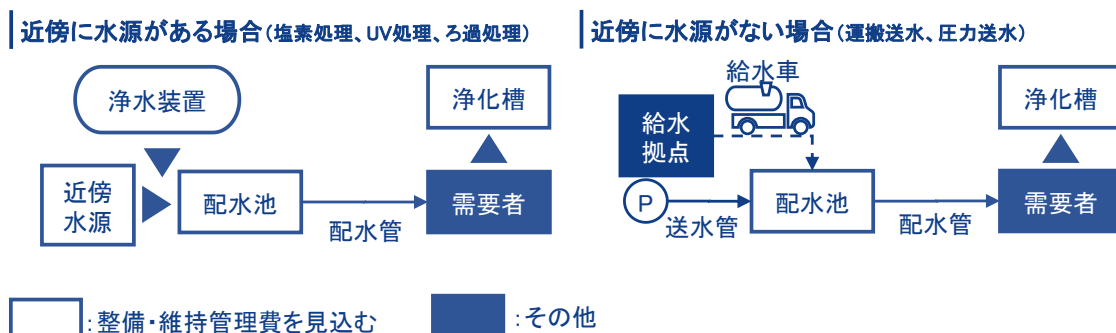 近傍に水源がある場合(塩素処理、UV処理、ろ過処理)
浄水装置
浄化槽
近傍
水源
配水池
配水管
需要者
近傍に水源がない場合(運搬送水、圧力送水)
給水車
給水
拠点
浄化槽
P
送水管
配水池
配水管
需要者
:整備・維持管理費を見込む
:その他